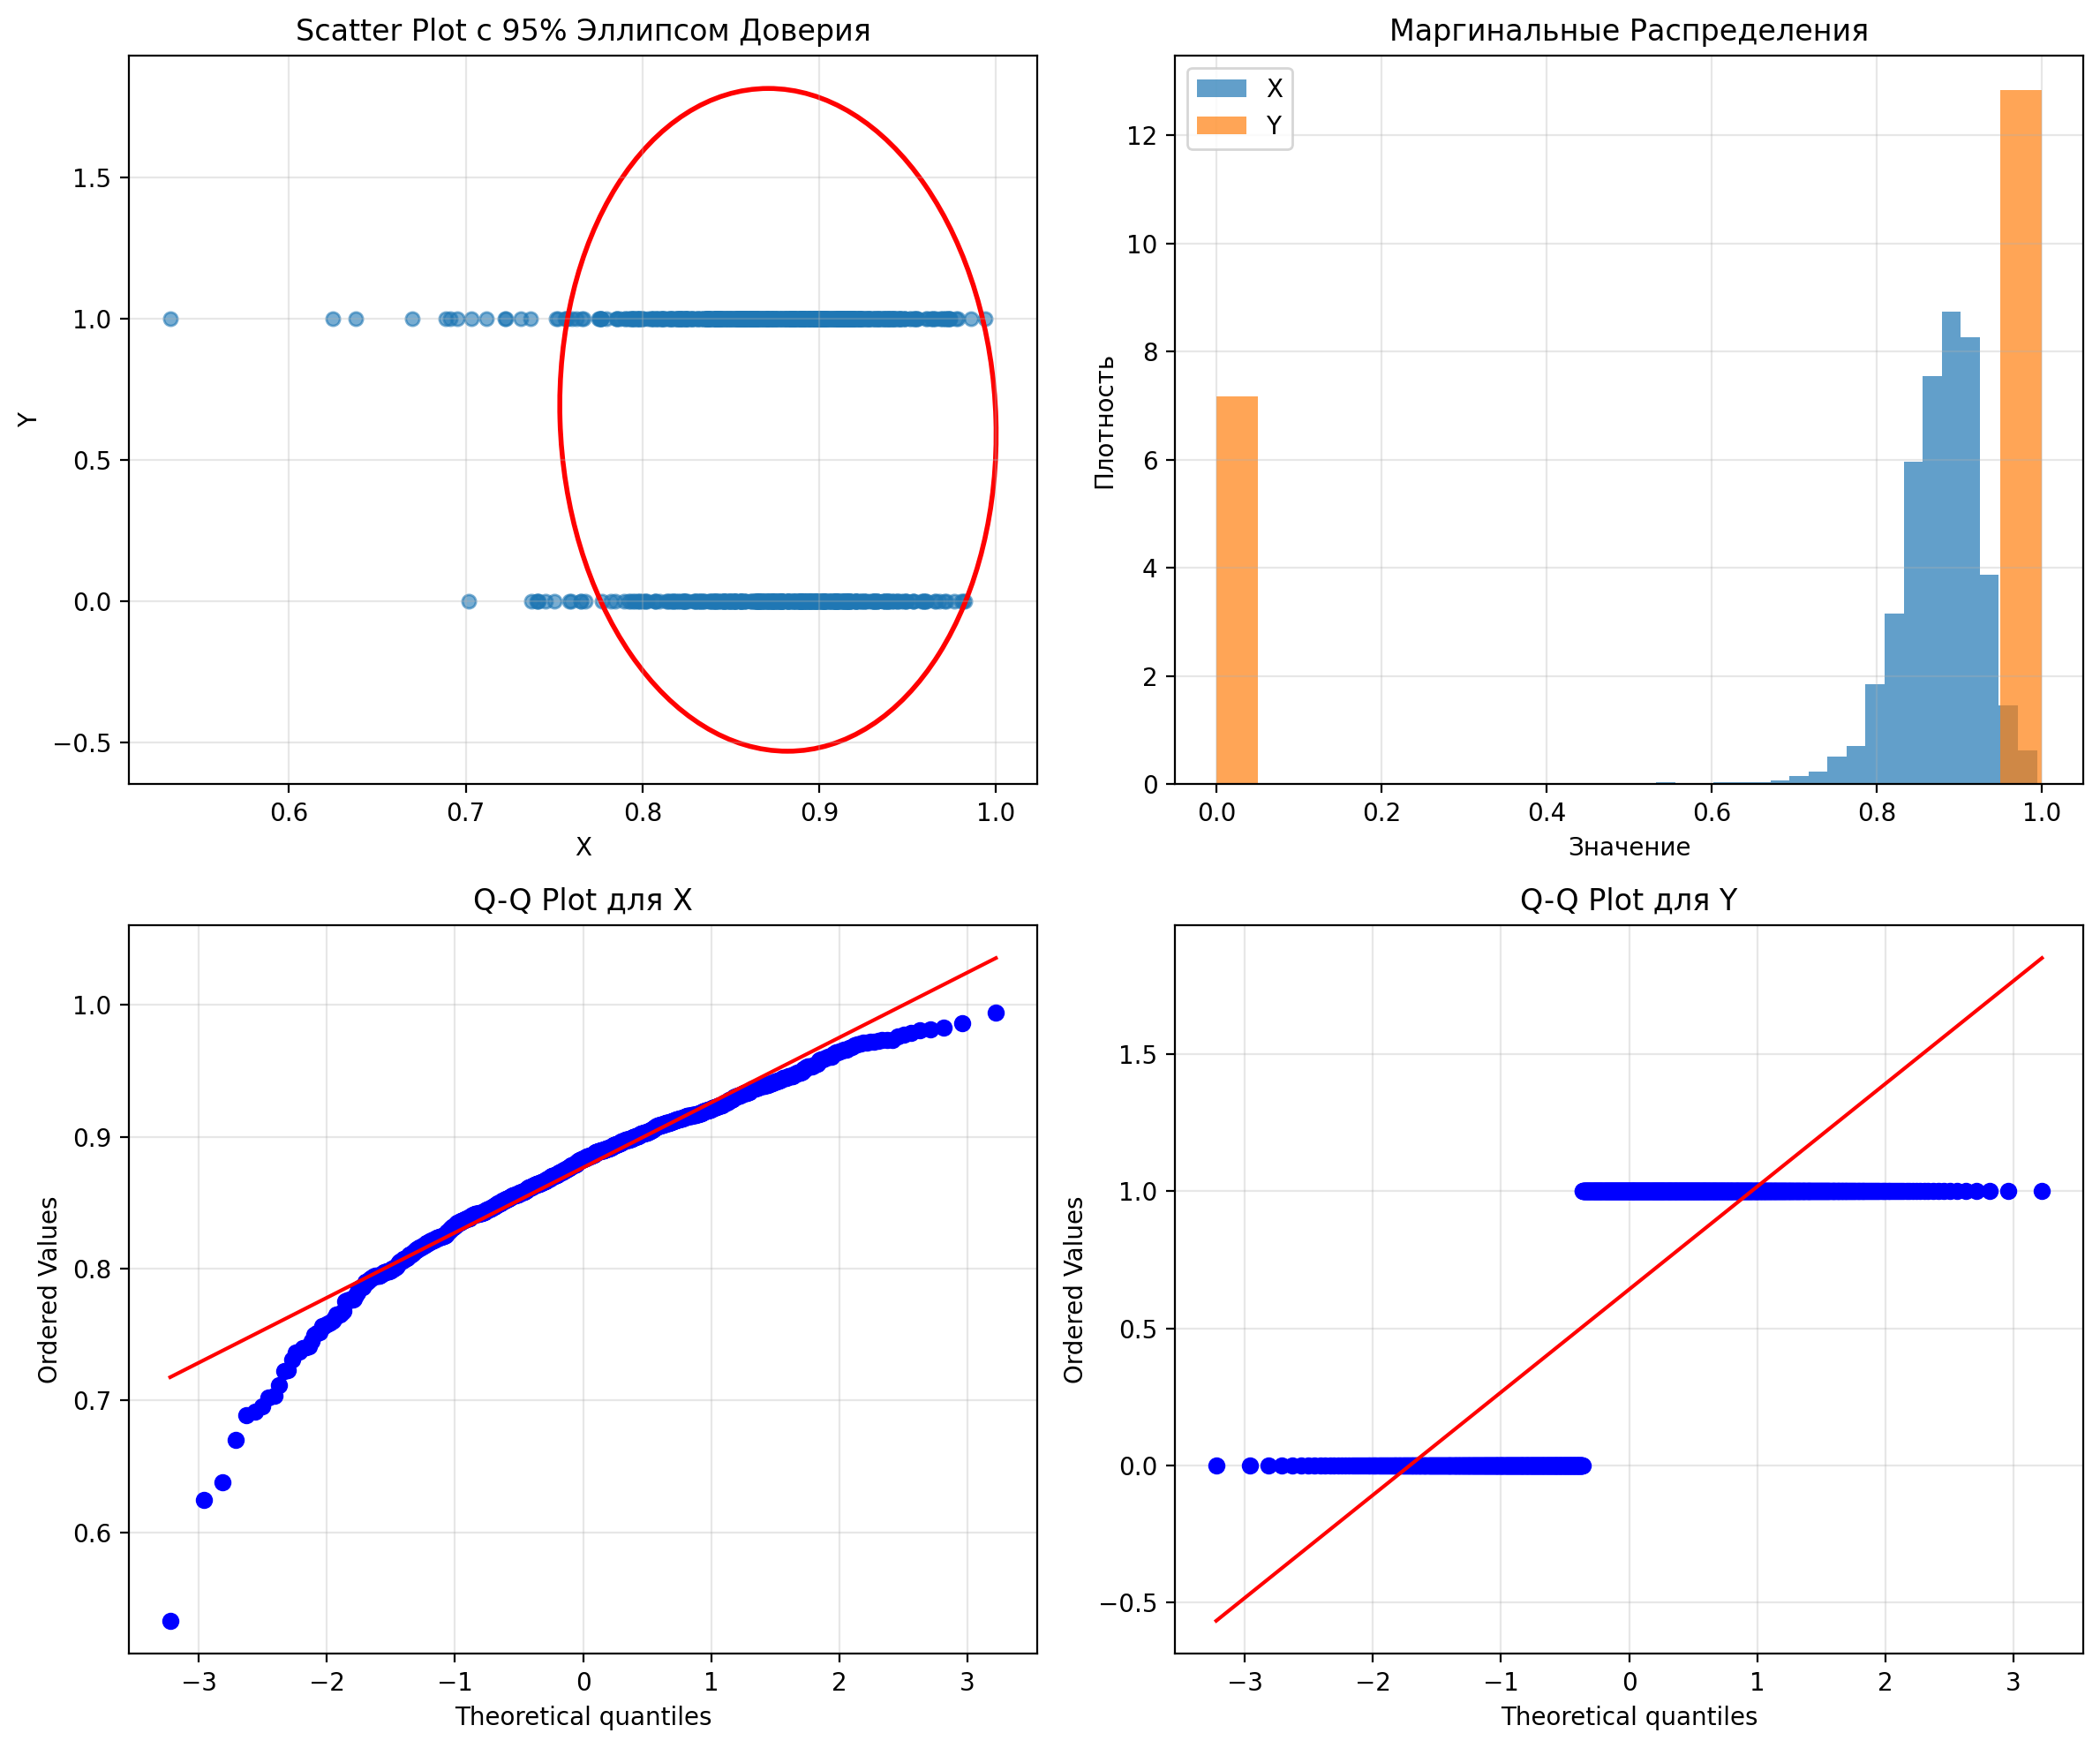 Scatter Plot с 95% Эллипсом Доверия
1.5
1.0
0.5
0.0
−0.5
Y
0.6 0.7 0.8 0.9 1.0
X
Маргинальные Распределения
X
Y
12
10
8
6
4
2
0
Плотность
0.0 0.2 0.4 0.6 0.8 1.0
Значение
Q-Q Plot для X
1.0
0.9
0.8
0.7
0.6
Ordered Values
−3 −2 −1 0 1 2 3
Theoretical quantiles
Q-Q Plot для Y
1.5
1.0
0.5
0.0
−0.5
Ordered Values
−3 −2 −1 0 1 2 3
Theoretical quantiles